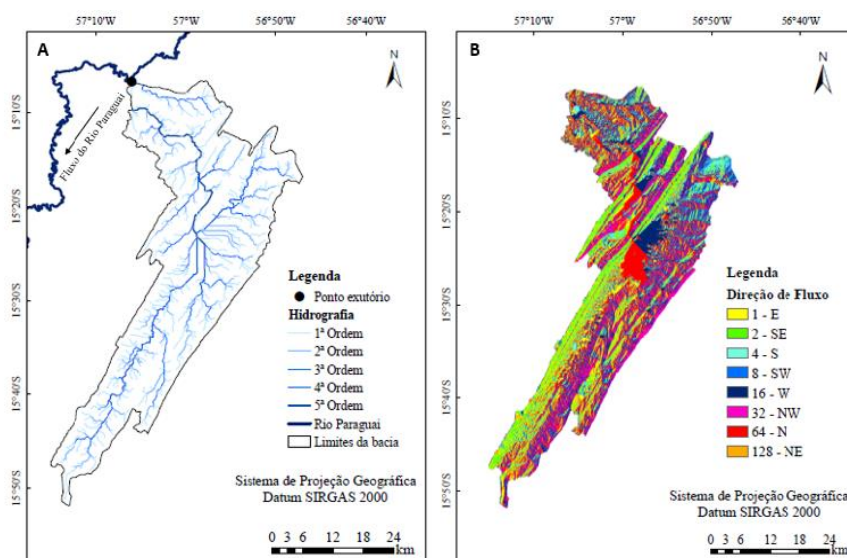 57°10'W 57°W 56°50'W 56°40'W
A
N
15°10'S
15°20'S
15°30'S
15°40'S
15°50'S
Fluxo do Rio Paraguai
Legenda
Ponto exutório
Hidrografia
1ª Ordem
2ª Ordem
3ª Ordem
4ª Ordem
5ª Ordem
Rio Paraguai
Limites da bacia
Sistema de Projeção Geográfica
Datum SIRGAS 2000
0 3 6 12 18 24
km
57°10'W 57°W 56°50'W 56°40'W
B
N
15°10'S
15°20'S
15°30'S
15°40'S
15°50'S
Legenda
Direção de Fluxo
1 - E
2 - SE
4 - S
8 - SW
16 - W
32 - NW
64 - N
128 - NE
Sistema de Projeção Geográfica
Datum SIRGAS 2000
0 3 6 12 18 24
km